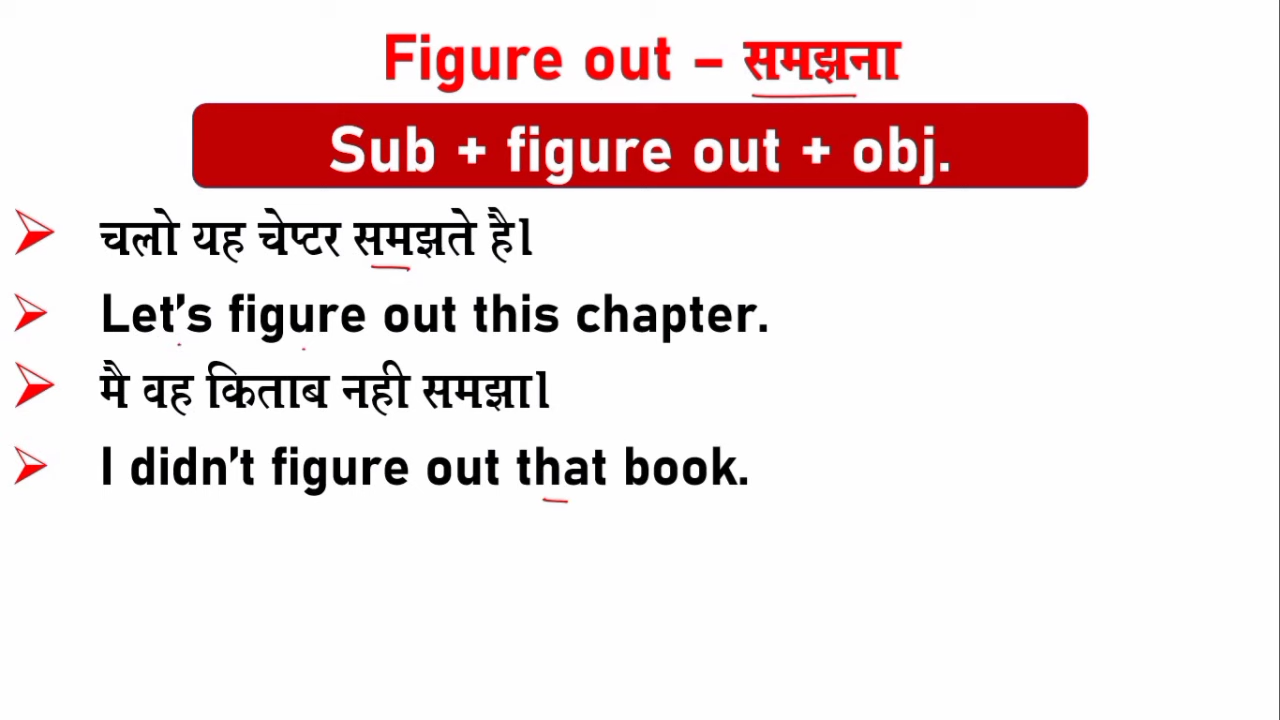 Figure out – समझना
Sub + figure out + obj.
चलो यह चेप्टर समझते है।
Let's figure out this chapter.
मै वह किताब नही समझा।
I didn't figure out that book.